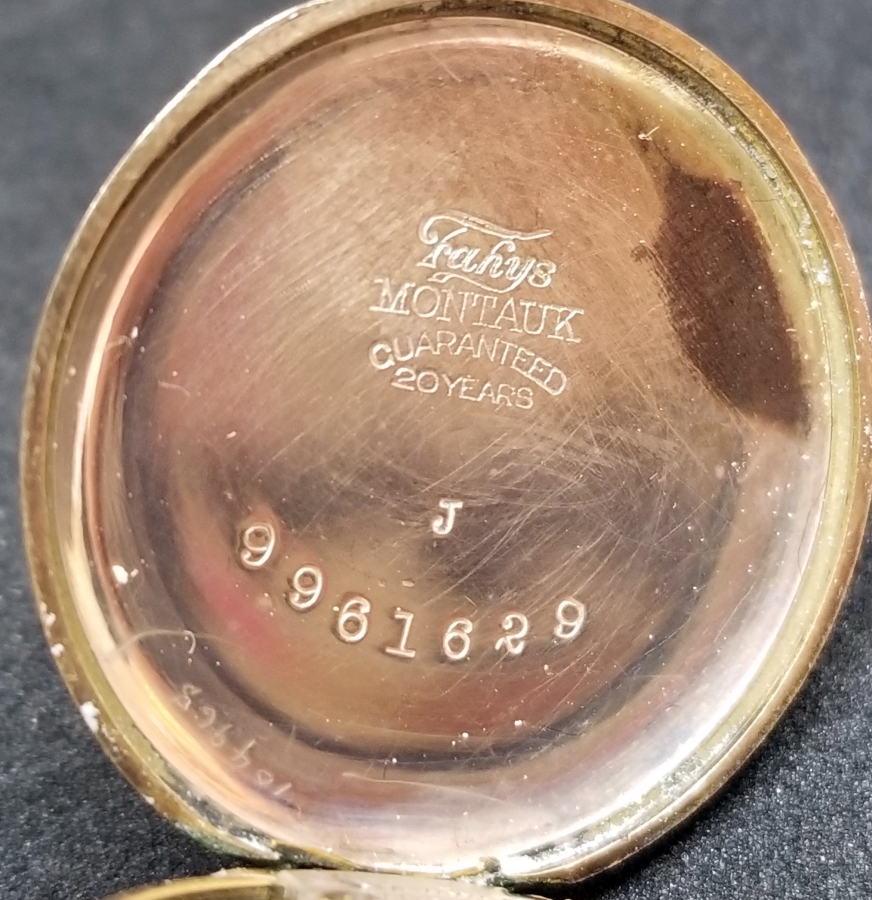 Fahys
MONTAUK
GUARANTEED
20 YEARS
J
9961629